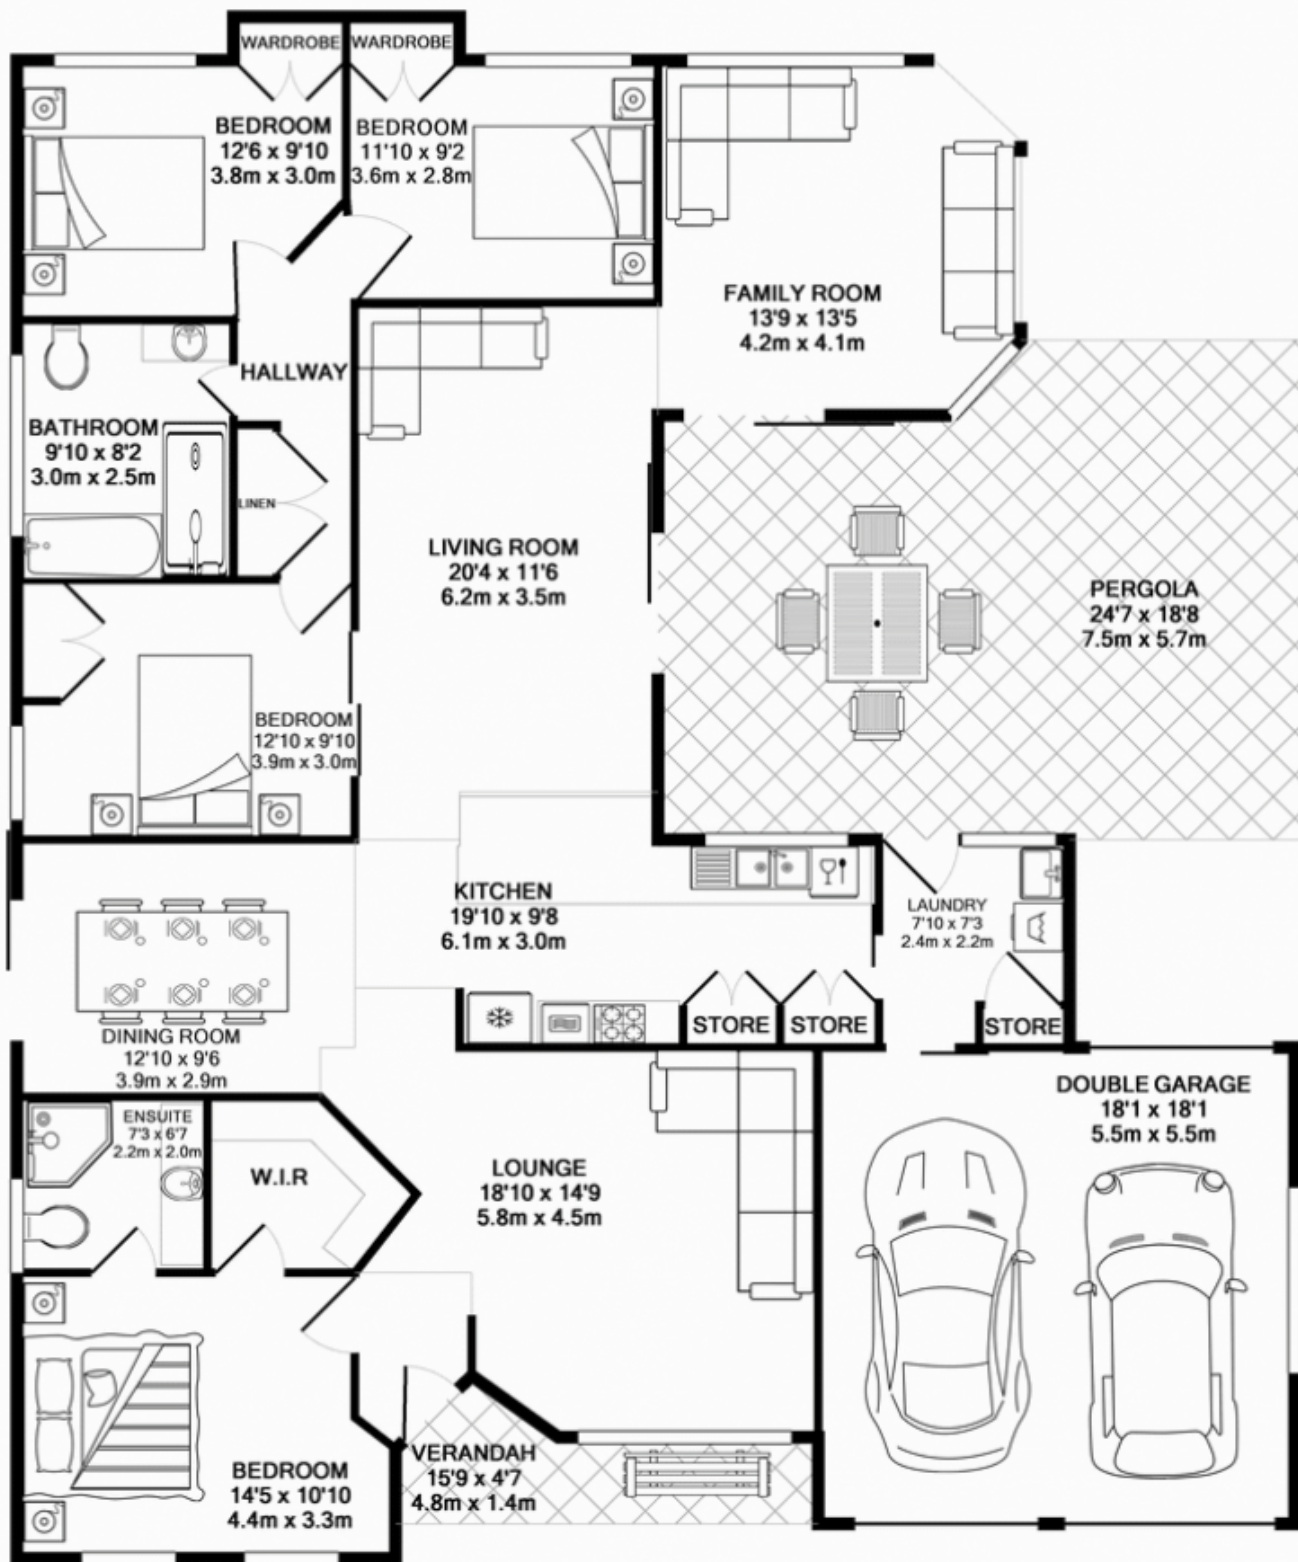 WARDROBE
WARDROBE
BEDROOM
12'6 x 9'10
3.8m x 3.0m
BEDROOM
11'10 x 9'2
3.6m x 2.8m
FAMILY ROOM
13'9 x 13'5
4.2m x 4.1m
HALLWAY
BATHROOM
9'10 x 8'2
3.0m x 2.5m
LINEN
LIVING ROOM
20'4 x 11'6
6.2m x 3.5m
PERGOLA
24'7 x 18'8
7.5m x 5.7m
BEDROOM
12'10 x 9'10
3.9m x 3.0m
KITCHEN
19'10 x 9'8
6.1m x 3.0m
LAUNDRY
7'10 x 7'3
2.4m x 2.2m
STORE
STORE
STORE
DINING ROOM
12'10 x 9'6
3.9m x 2.9m
DOUBLE GARAGE
18'1 x 18'1
5.5m x 5.5m
ENSUITE
7'3 x 6'7
2.2m x 2.0m
W.I.R
LOUNGE
18'10 x 14'9
5.8m x 4.5m
VERANDAH
15'9 x 4'7
4.8m x 1.4m
BEDROOM
14'5 x 10'10
4.4m x 3.3m